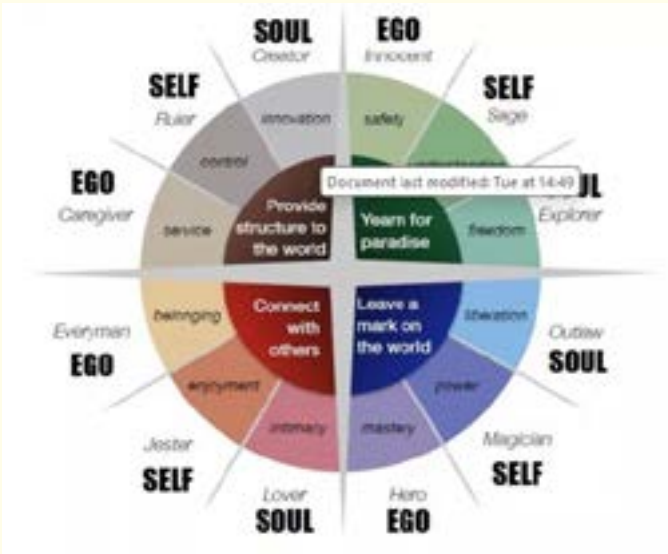 SOUL
Creator
EGO
Innocent
SELF
Ruler
SELF
Sage
EGO
Caregiver
UL
Explorer
innovation
safety
control
service
freedom
Document last modified: Tue at 14:49
Provide
structure to
the world
Yearn for
paradise
Connect
with
others
Leave a
mark on
the world
belonging
enjoyment
intimacy
liberation
power
mastery
Everyman
EGO
Outlaw
SOUL
Jester
SELF
Magician
SELF
Lover
SOUL
Hero
EGO